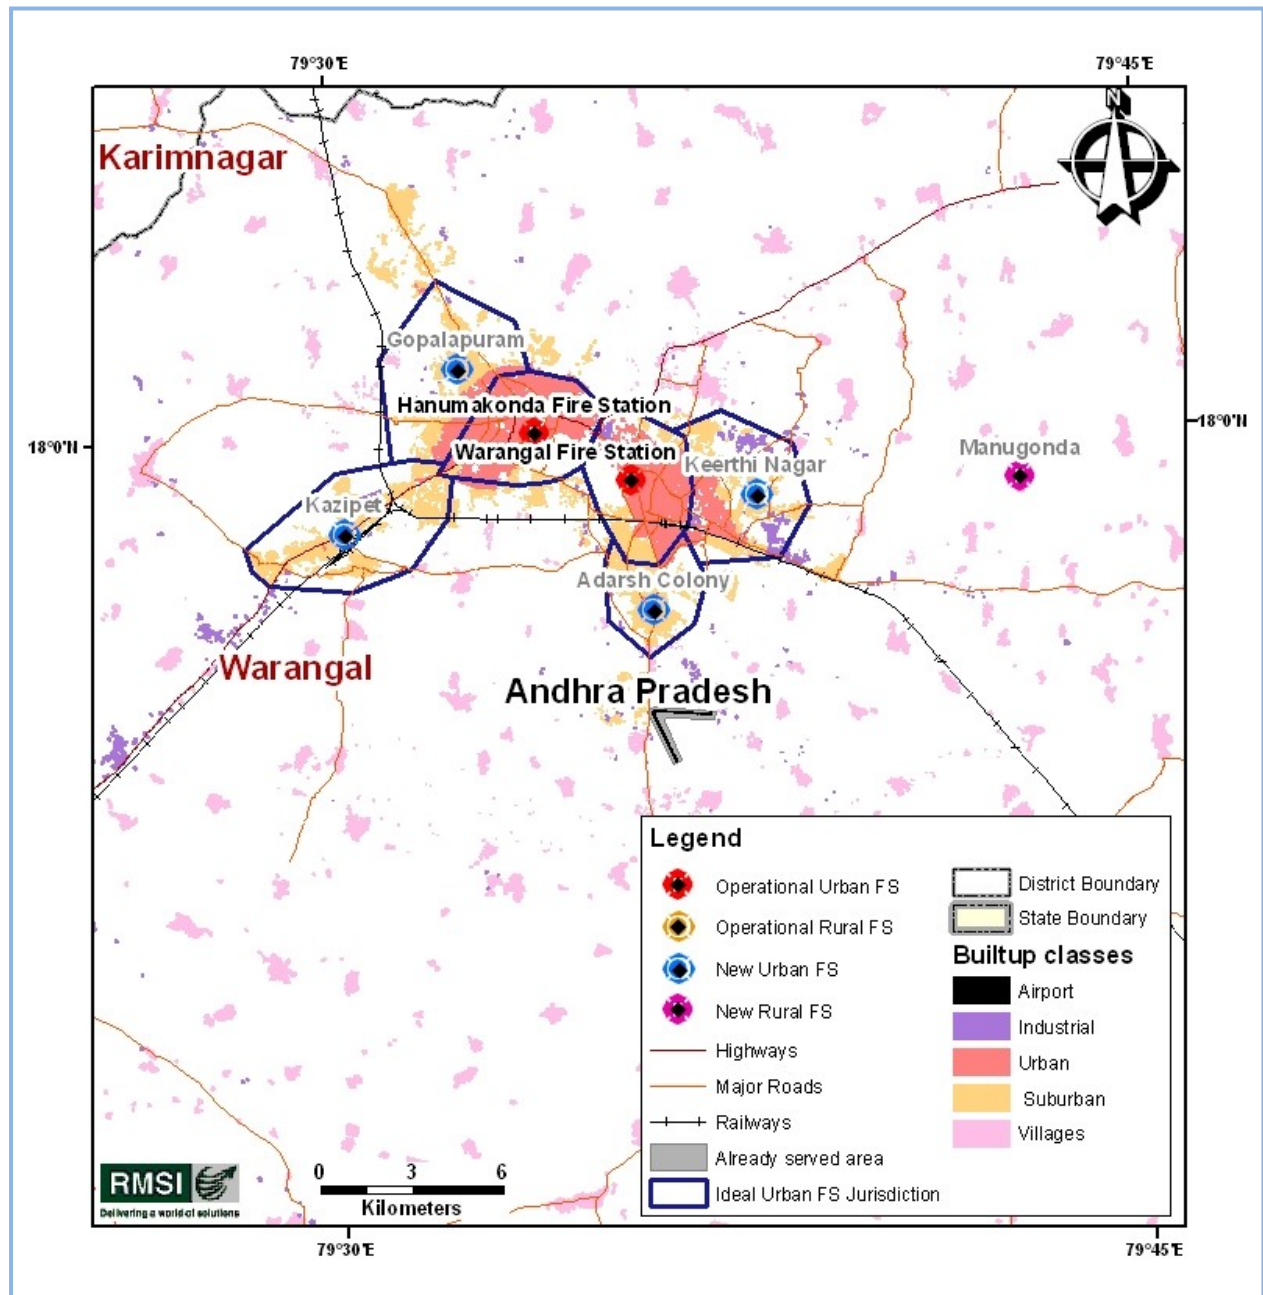 79°30'E
79°45'E
N
Karimnagar
Gopalapuram
Hanumakonda Fire Station
18°0'N
18°0'N
Warangal Fire Station
Manugonda
Keerthi Nagar
Kazipet
Adarsh Colony
Warangal
Andhra Pradesh
Legend
Operational Urban FS
Operational Rural FS
New Urban FS
New Rural FS
Highways
Major Roads
Railways
Already served area
Ideal Urban FS Jurisdiction
District Boundary
State Boundary
Builtup classes
Airport
Industrial
Urban
Suburban
Villages
RMSI
Delivering a world of solutions
0 3 6
Kilometers
79°30'E
79°45'E